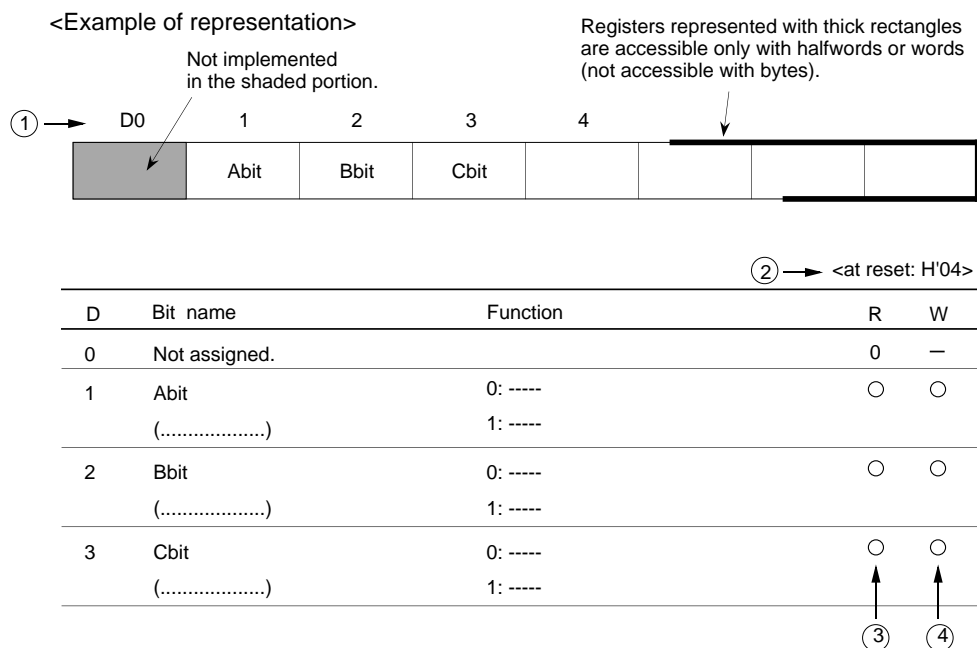 <Example of representation>
Not implemented
in the shaded portion.
Registers represented with thick rectangles
are accessible only with halfwords or words
(not accessible with bytes).
1 D0 1 2 3 4
Abit Bbit Cbit
2 <at reset: H'04>
D Bit name Function R W
0 Not assigned. 0 –
1 Abit 0: ----- ○ ○
(...................) 1: -----
2 Bbit 0: ----- ○ ○
(...................) 1: -----
3 Cbit 0: ----- ○ ○
(...................) 1: -----
3 4